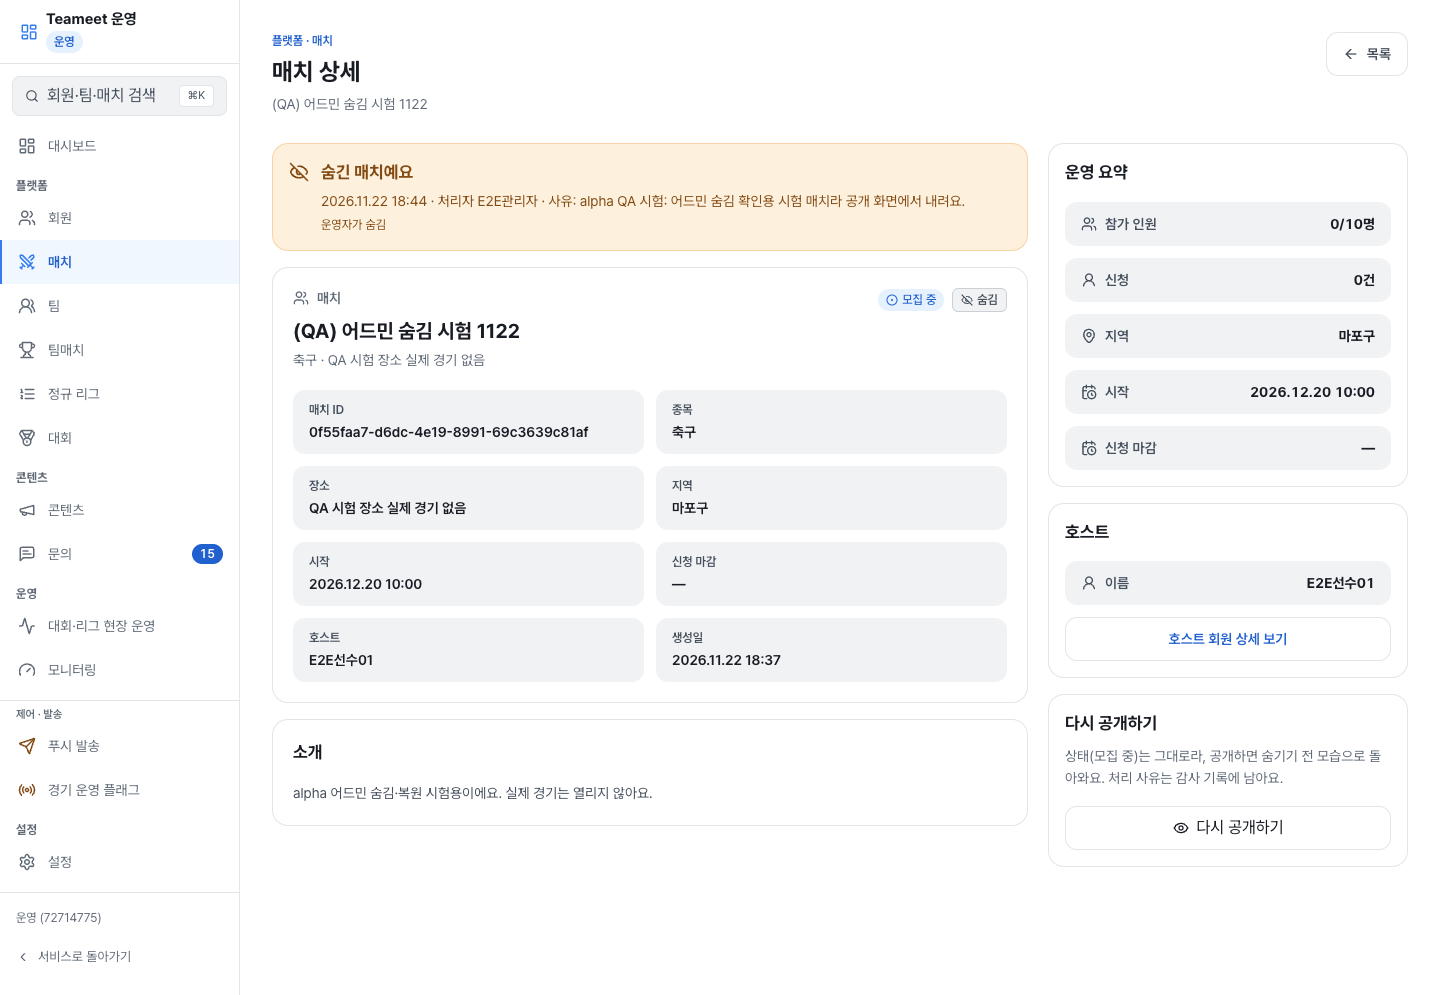 Teameet 운영
운영
회원·팀·매치 검색 ⌘K
대시보드
플랫폼
회원
매치
팀
팀매치
정규 리그
대회
콘텐츠
콘텐츠
문의 15
운영
대회·리그 현장 운영
모니터링
제어 · 발송
푸시 발송
경기 운영 플래그
설정
설정
운영 (72714775)
서비스로 돌아가기
플랫폼 · 매치
매치 상세
(QA) 어드민 숨김 시험 1122
목록
숨긴 매치예요
2026.11.22 18:44 · 처리자 E2E관리자 · 사유: alpha QA 시험: 어드민 숨김 확인용 시험 매치라 공개 화면에서 내려요.
운영자가 숨김
매치
모집 중 숨김
(QA) 어드민 숨김 시험 1122
축구 · QA 시험 장소 실제 경기 없음
매치 ID
0f55faa7-d6dc-4e19-8991-69c3639c81af
종목
축구
장소
QA 시험 장소 실제 경기 없음
지역
마포구
시작
2026.12.20 10:00
신청 마감
—
호스트
E2E선수01
생성일
2026.11.22 18:37
소개
alpha 어드민 숨김·복원 시험용이에요. 실제 경기는 열리지 않아요.
운영 요약
참가 인원 0/10명
신청 0건
지역 마포구
시작 2026.12.20 10:00
신청 마감 —
호스트
이름 E2E선수01
호스트 회원 상세 보기
다시 공개하기
상태(모집 중)는 그대로라, 공개하면 숨기기 전 모습으로 돌
아와요. 처리 사유는 감사 기록에 남아요.
다시 공개하기